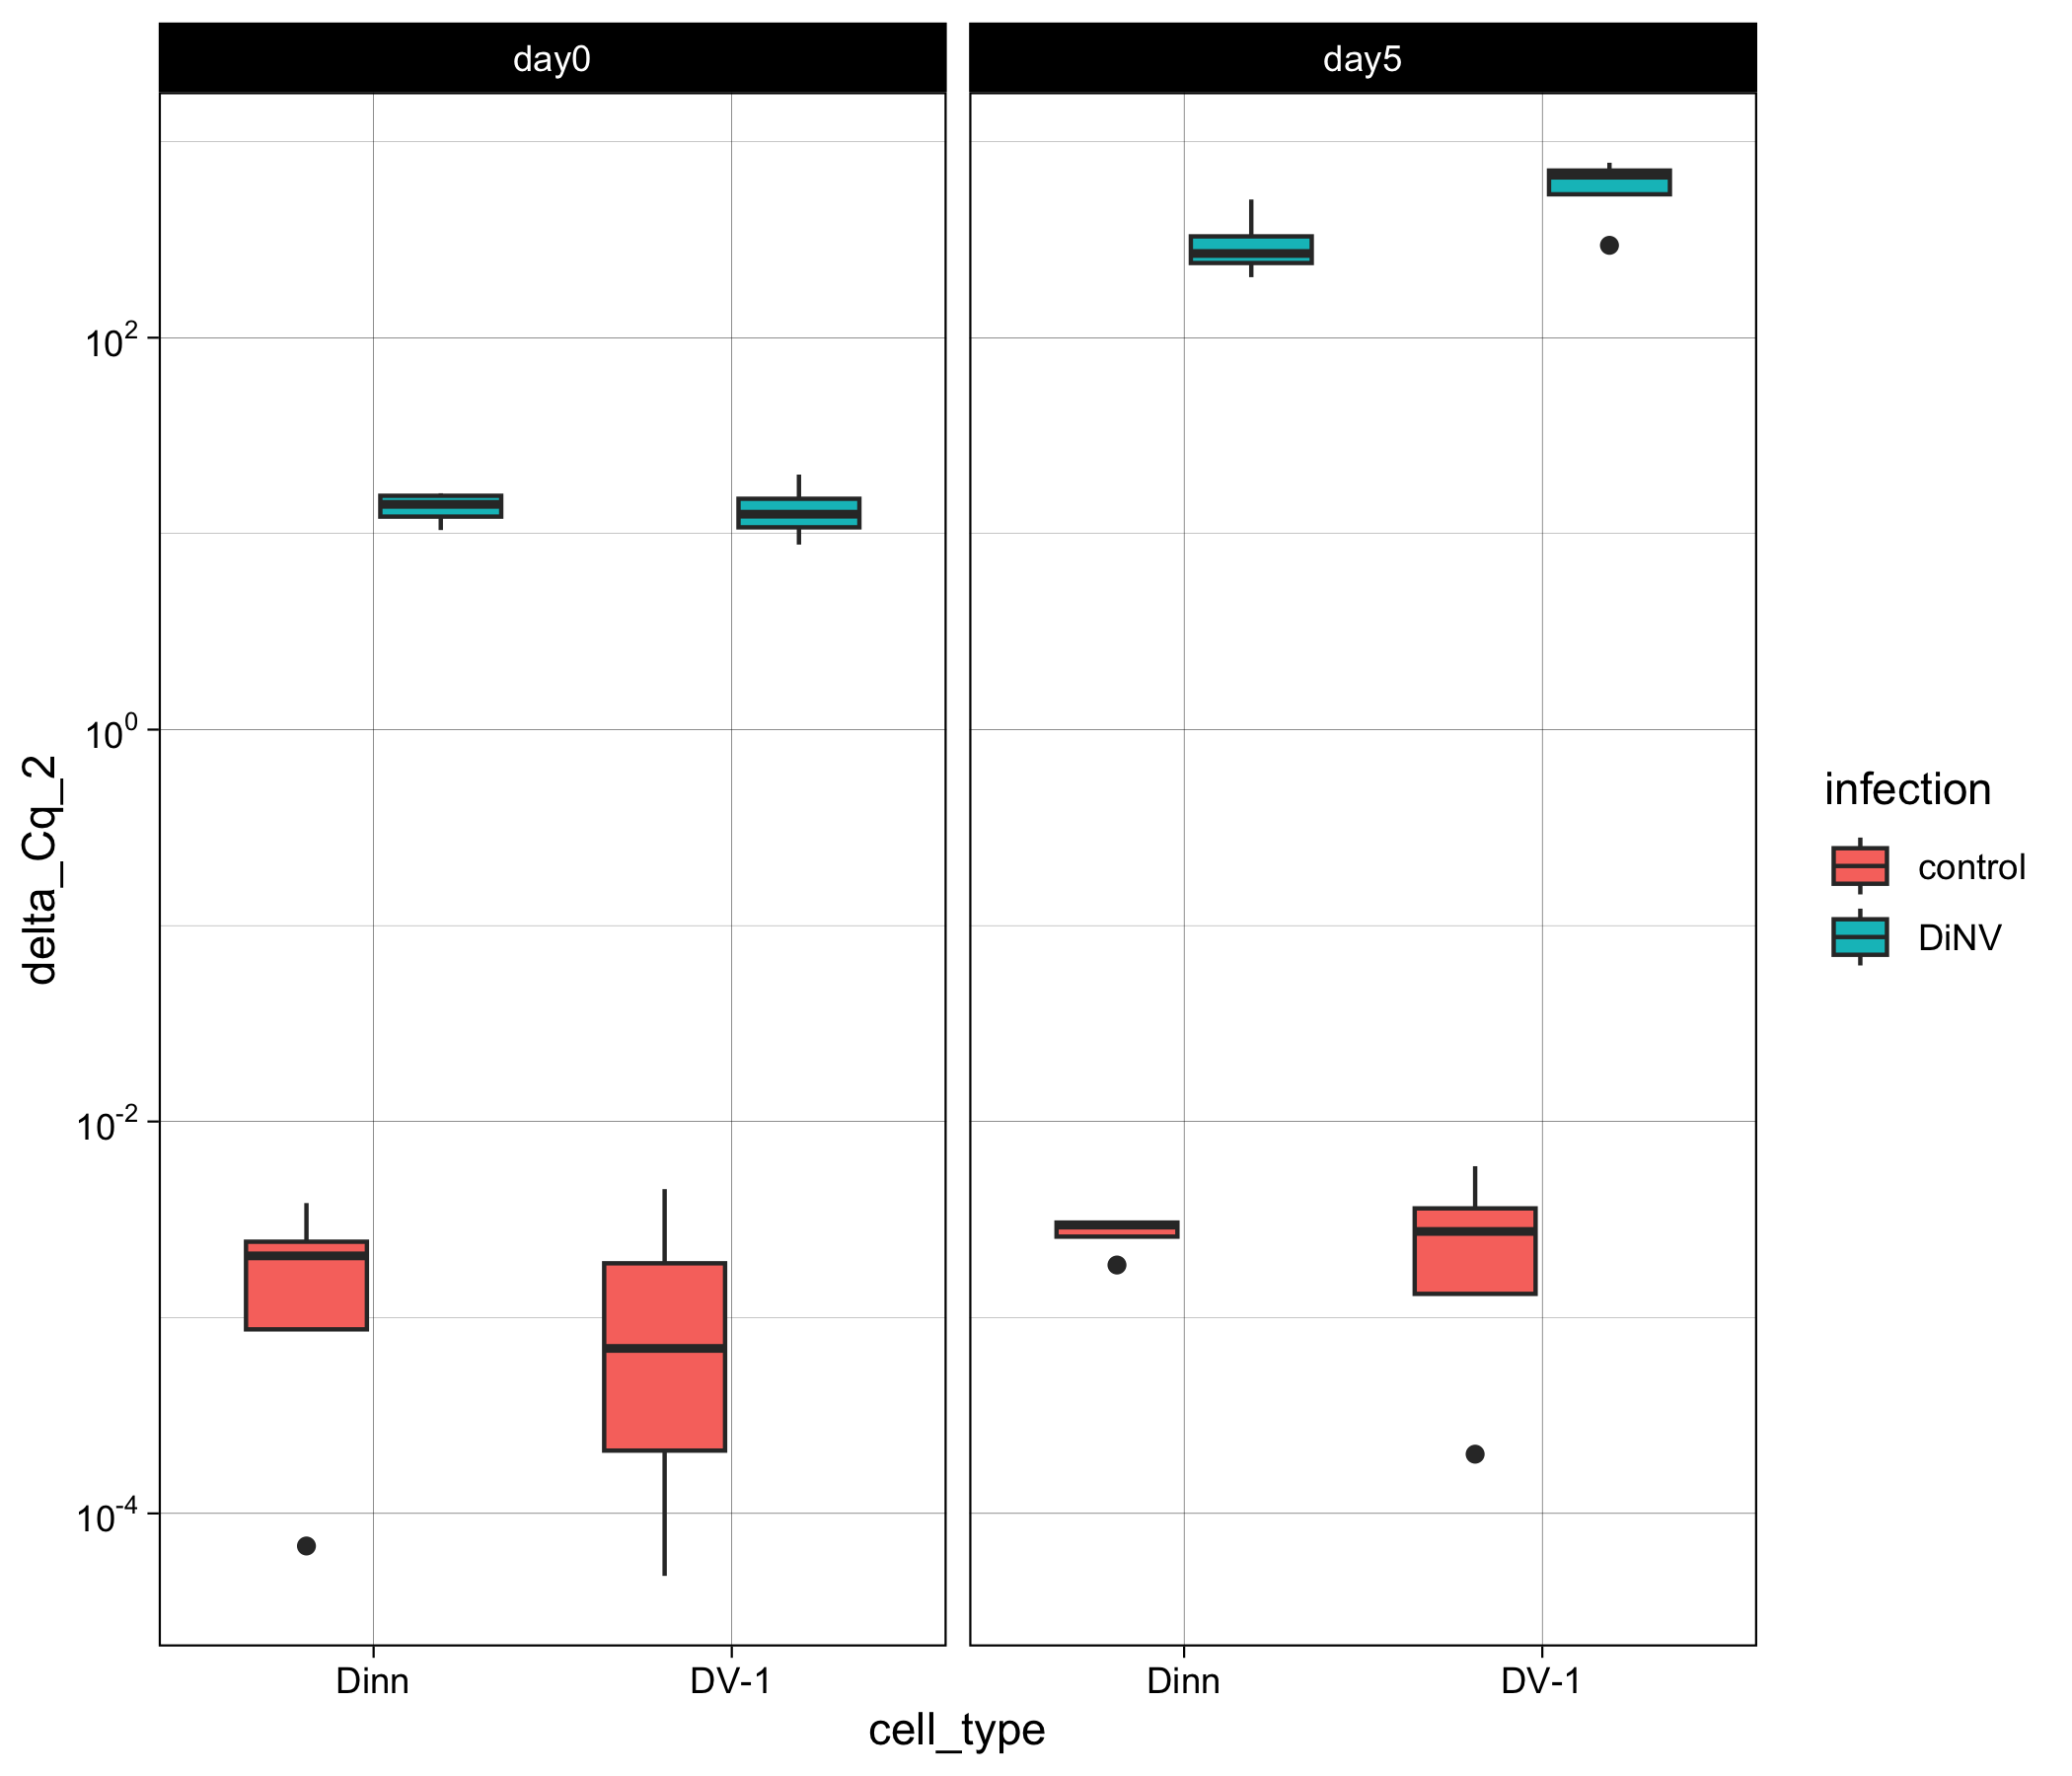 day0 day5
delta_Cq_2
10^2
10^0
10^-2
10^-4
Dinn DV-1 Dinn DV-1
cell_type
infection
control
DiNV